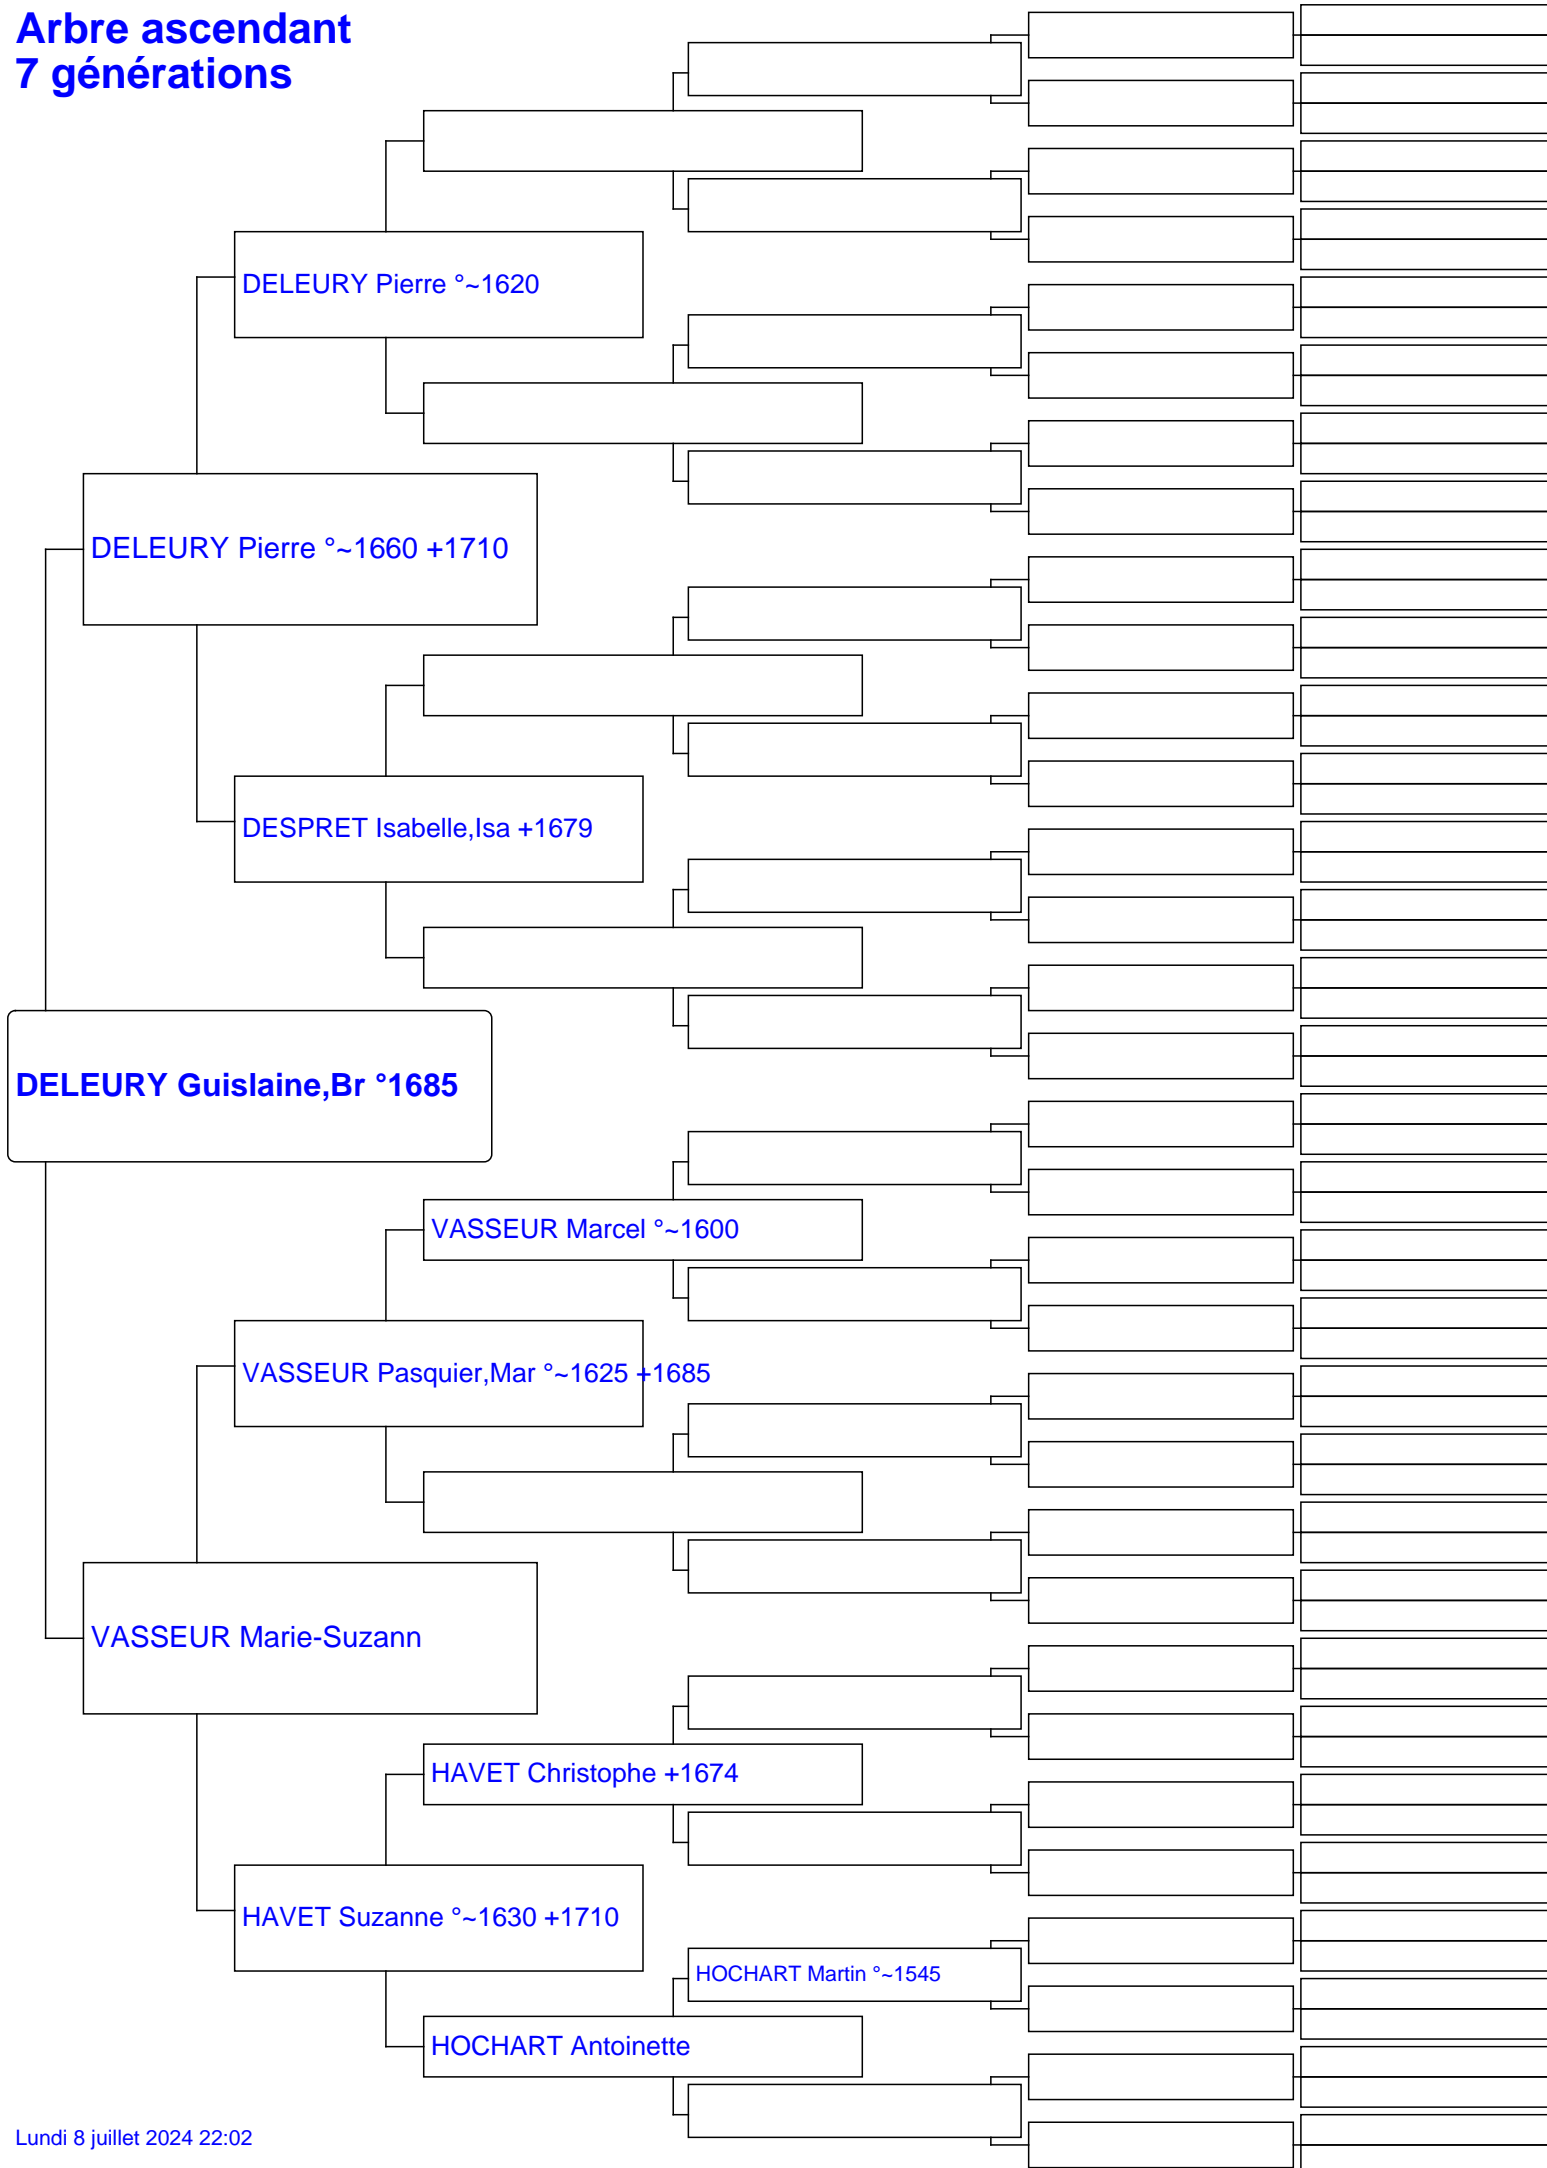 Arbre ascendant
7 générations
DELEURY Pierre °~1620
DELEURY Pierre °~1660 +1710
DESPRET Isabelle,Isa +1679
DELEURY Guislaine,Br °1685
VASSEUR Marcel °~1600
VASSEUR Pasquier,Mar °~1625 +1685
VASSEUR Marie-Suzann
HAVET Christophe +1674
HAVET Suzanne °~1630 +1710
HOCHART Martin °~1545
HOCHART Antoinette
Lundi 8 juillet 2024 22:02